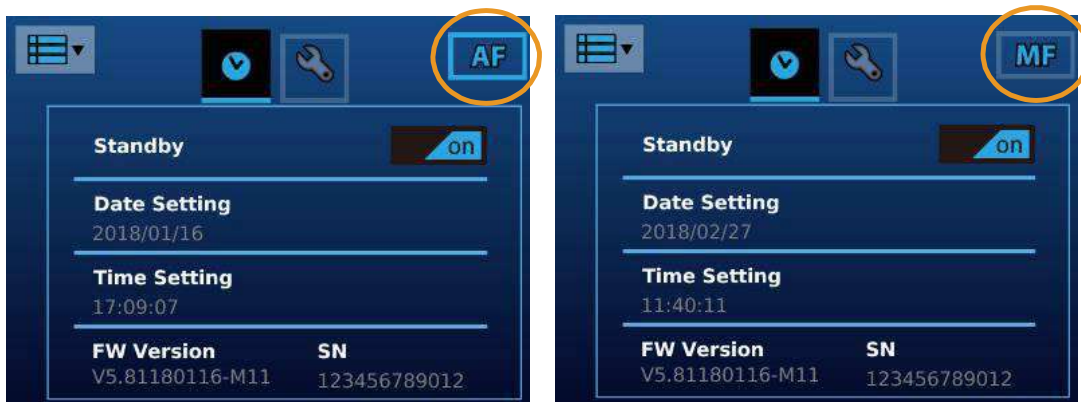 AF
Standby
on
Date Setting
2018/01/16
Time Setting
17:09:07
FW Version SN
V5.81180116-M11 123456789012
MF
Standby
on
Date Setting
2018/02/27
Time Setting
11:40:11
FW Version SN
V5.81180116-M11 123456789012